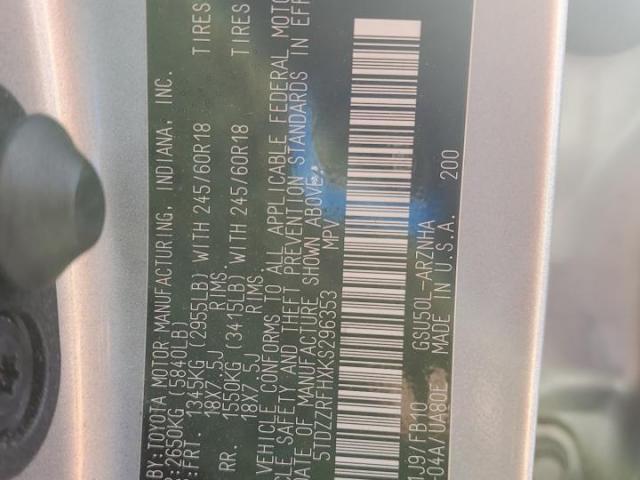 BY: TOYOTA MOTOR MANUFACTURING, INDIANA, INC.
:2650KG (5840LB)
:FRT. 1345KG (2955LB) WITH 245/60R18 TIRES
18X7.5J RIMS.
RR. 1550KG (3415LB) WITH 245/60R18 TIRES
18X7.5J RIMS.
VEHICLE CONFORMS TO ALL APPLICABLE FEDERAL MOTO
CLE SAFETY AND THEFT PREVENTION STANDARDS IN EFF
DATE OF MANUFACTURE SHOWN ABOVE.
5TDZZRFHXKS296353 MPV
1J9/FB10 GSU50L-ARZNHA
-04A/UA80E MADE IN U.S.A. 200